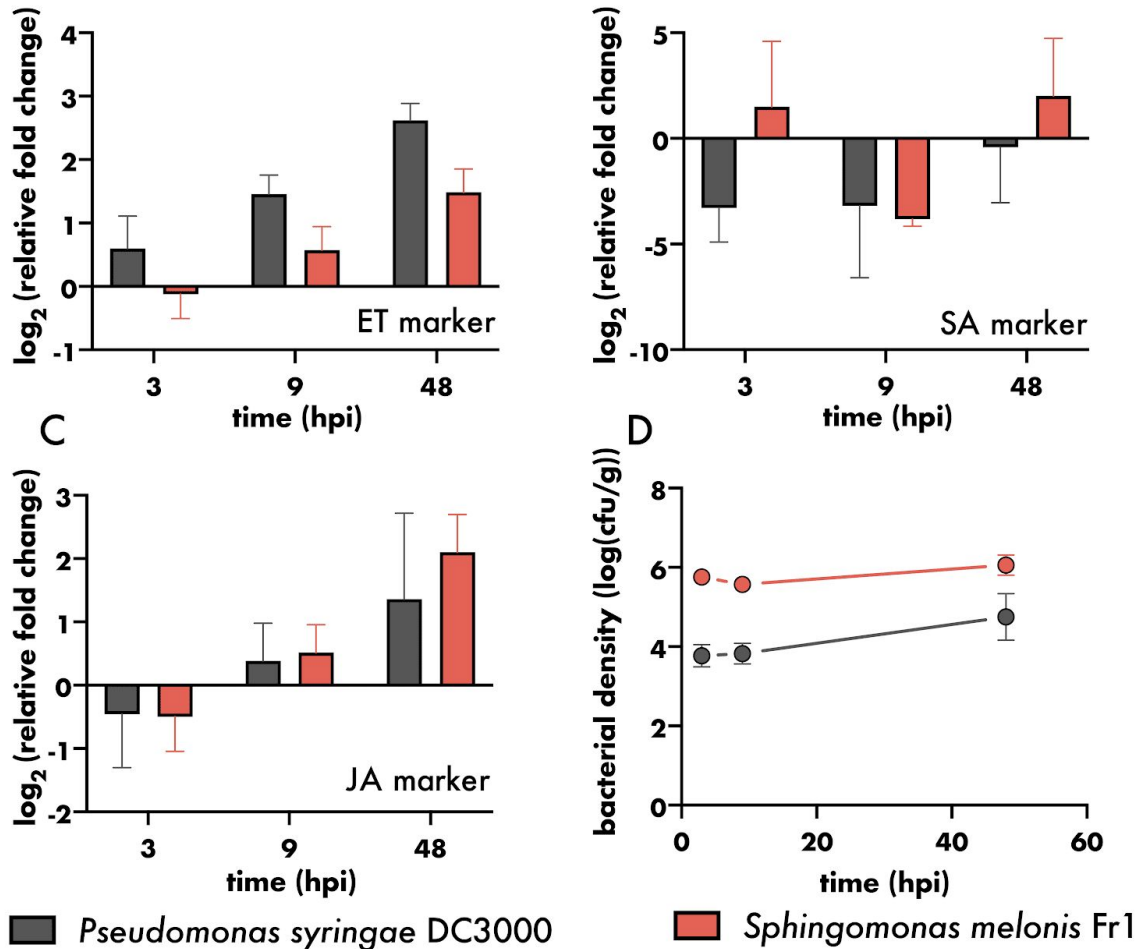 log2 (relative fold change)
4
3
2
1
0
-1
ET marker
3 9 48
time (hpi)
log2 (relative fold change)
5
0
-5
-10
SA marker
3 9 48
time (hpi)
C
log2 (relative fold change)
3
2
1
0
-1
-2
JA marker
3 9 48
time (hpi)
D
bacterial density (log(cfu/g))
8
6
4
2
0
0 20 40 60
time (hpi)
Pseudomonas syringae DC3000
Sphingomonas melonis Fr1